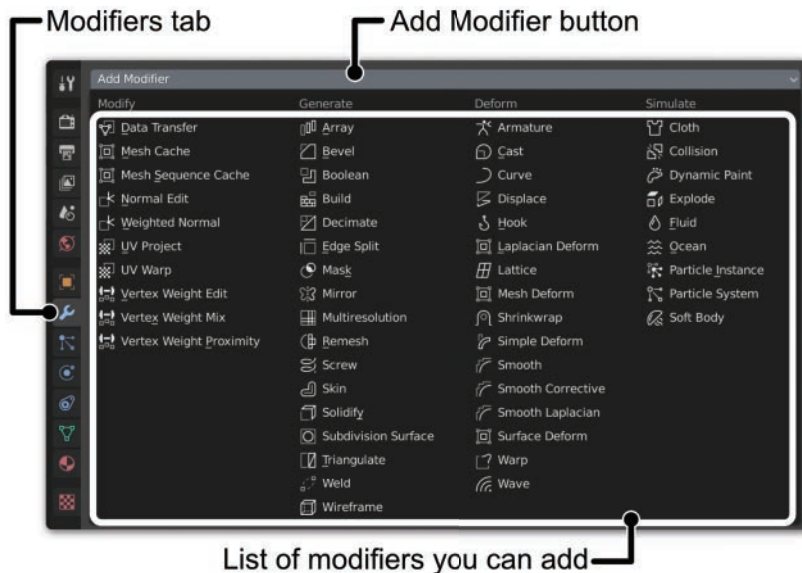 Modifiers tab
Add Modifier button
Add Modifier
Modify
Generate
Deform
Simulate
Data Transfer
Array
Armature
Cloth
Mesh Cache
Bevel
Cast
Collision
Mesh Sequence Cache
Boolean
Curve
Dynamic Paint
Normal Edit
Build
Displace
Explode
Weighted Normal
Decimate
Hook
Fluid
UV Project
Edge Split
Laplacian Deform
Ocean
UV Warp
Mask
Lattice
Particle Instance
Vertex Weight Edit
Mirror
Mesh Deform
Particle System
Vertex Weight Mix
Multiresolution
Shrinkwrap
Soft Body
Vertex Weight Proximity
Remesh
Simple Deform
Screw
Smooth
Skin
Smooth Corrective
Solidify
Smooth Laplacian
Subdivision Surface
Surface Deform
Triangulate
Warp
Weld
Wave
Wireframe
List of modifiers you can add